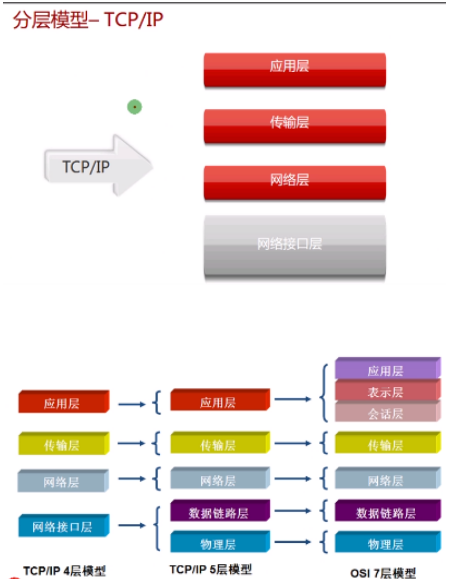 分层模型– TCP/IP
应用层
传输层
TCP/IP
网络层
网络接口层
应用层
表示层
会话层
应用层
应用层
传输层
传输层
传输层
网络层
网络层
网络层
网络接口层
数据链路层
数据链路层
物理层
物理层
TCP/IP 4层模型
TCP/IP 5层模型
OSI 7层模型